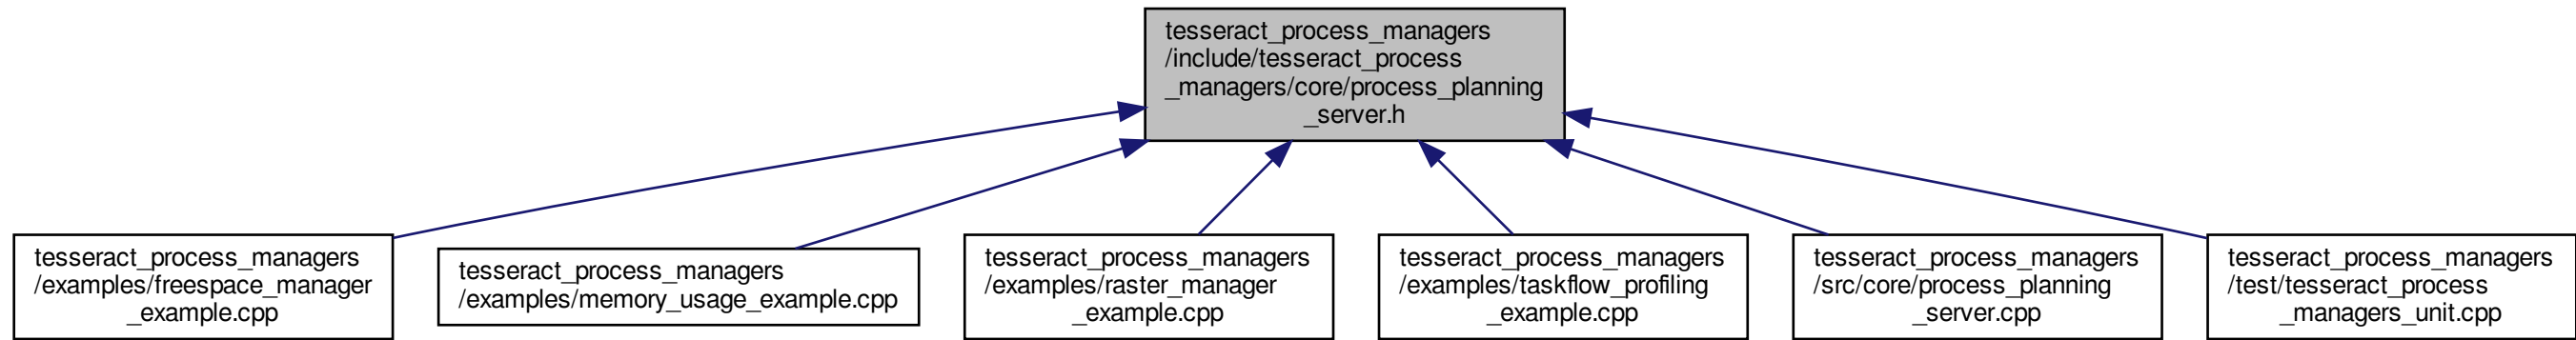 tesseract_process_managers
/include/tesseract_process
_managers/core/process_planning
_server.h
tesseract_process_managers
/examples/freespace_manager
_example.cpp
tesseract_process_managers
/examples/memory_usage_example.cpp
tesseract_process_managers
/examples/raster_manager
_example.cpp
tesseract_process_managers
/examples/taskflow_profiling
_example.cpp
tesseract_process_managers
/src/core/process_planning
_server.cpp
tesseract_process_managers
/test/tesseract_process
_managers_unit.cpp